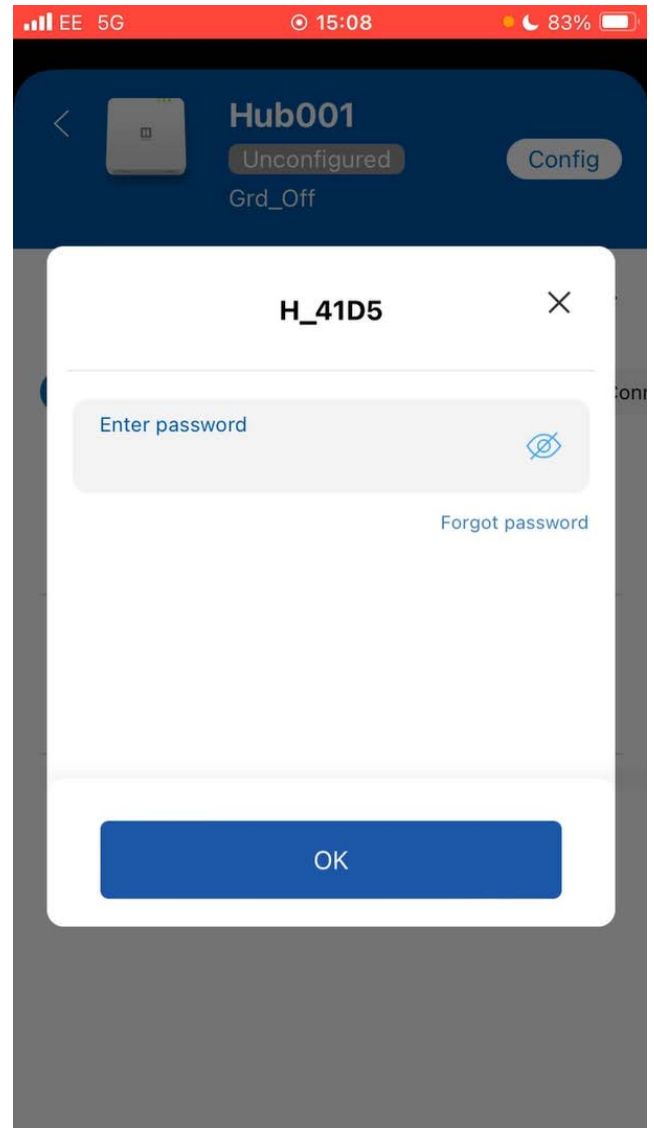 EE 5G 15:08 83%
Hub001
Unconfigured
Config
Grd_Off
H_41D5
Enter password
Forgot password
OK